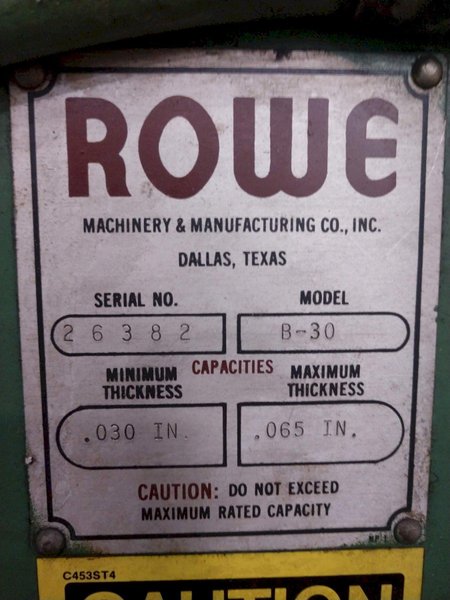 ROWE
MACHINERY & MANUFACTURING CO., INC.
DALLAS, TEXAS
SERIAL NO. MODEL
26382 B-30
CAPACITIES
MINIMUM THICKNESS MAXIMUM THICKNESS
.030 IN. .065 IN.
CAUTION: DO NOT EXCEED
MAXIMUM RATED CAPACITY
C453ST4
CAUTION